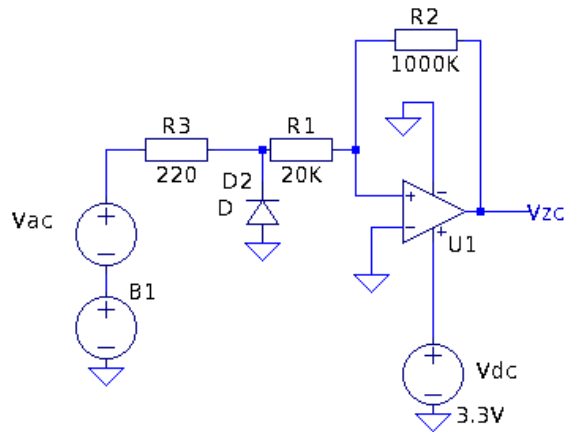 R2
1000K
R3
220
R1
20K
D2
D
+
−
+
−
+
U1
Vzc
Vac
+
−
B1
+
−
+
−
Vdc
3.3V